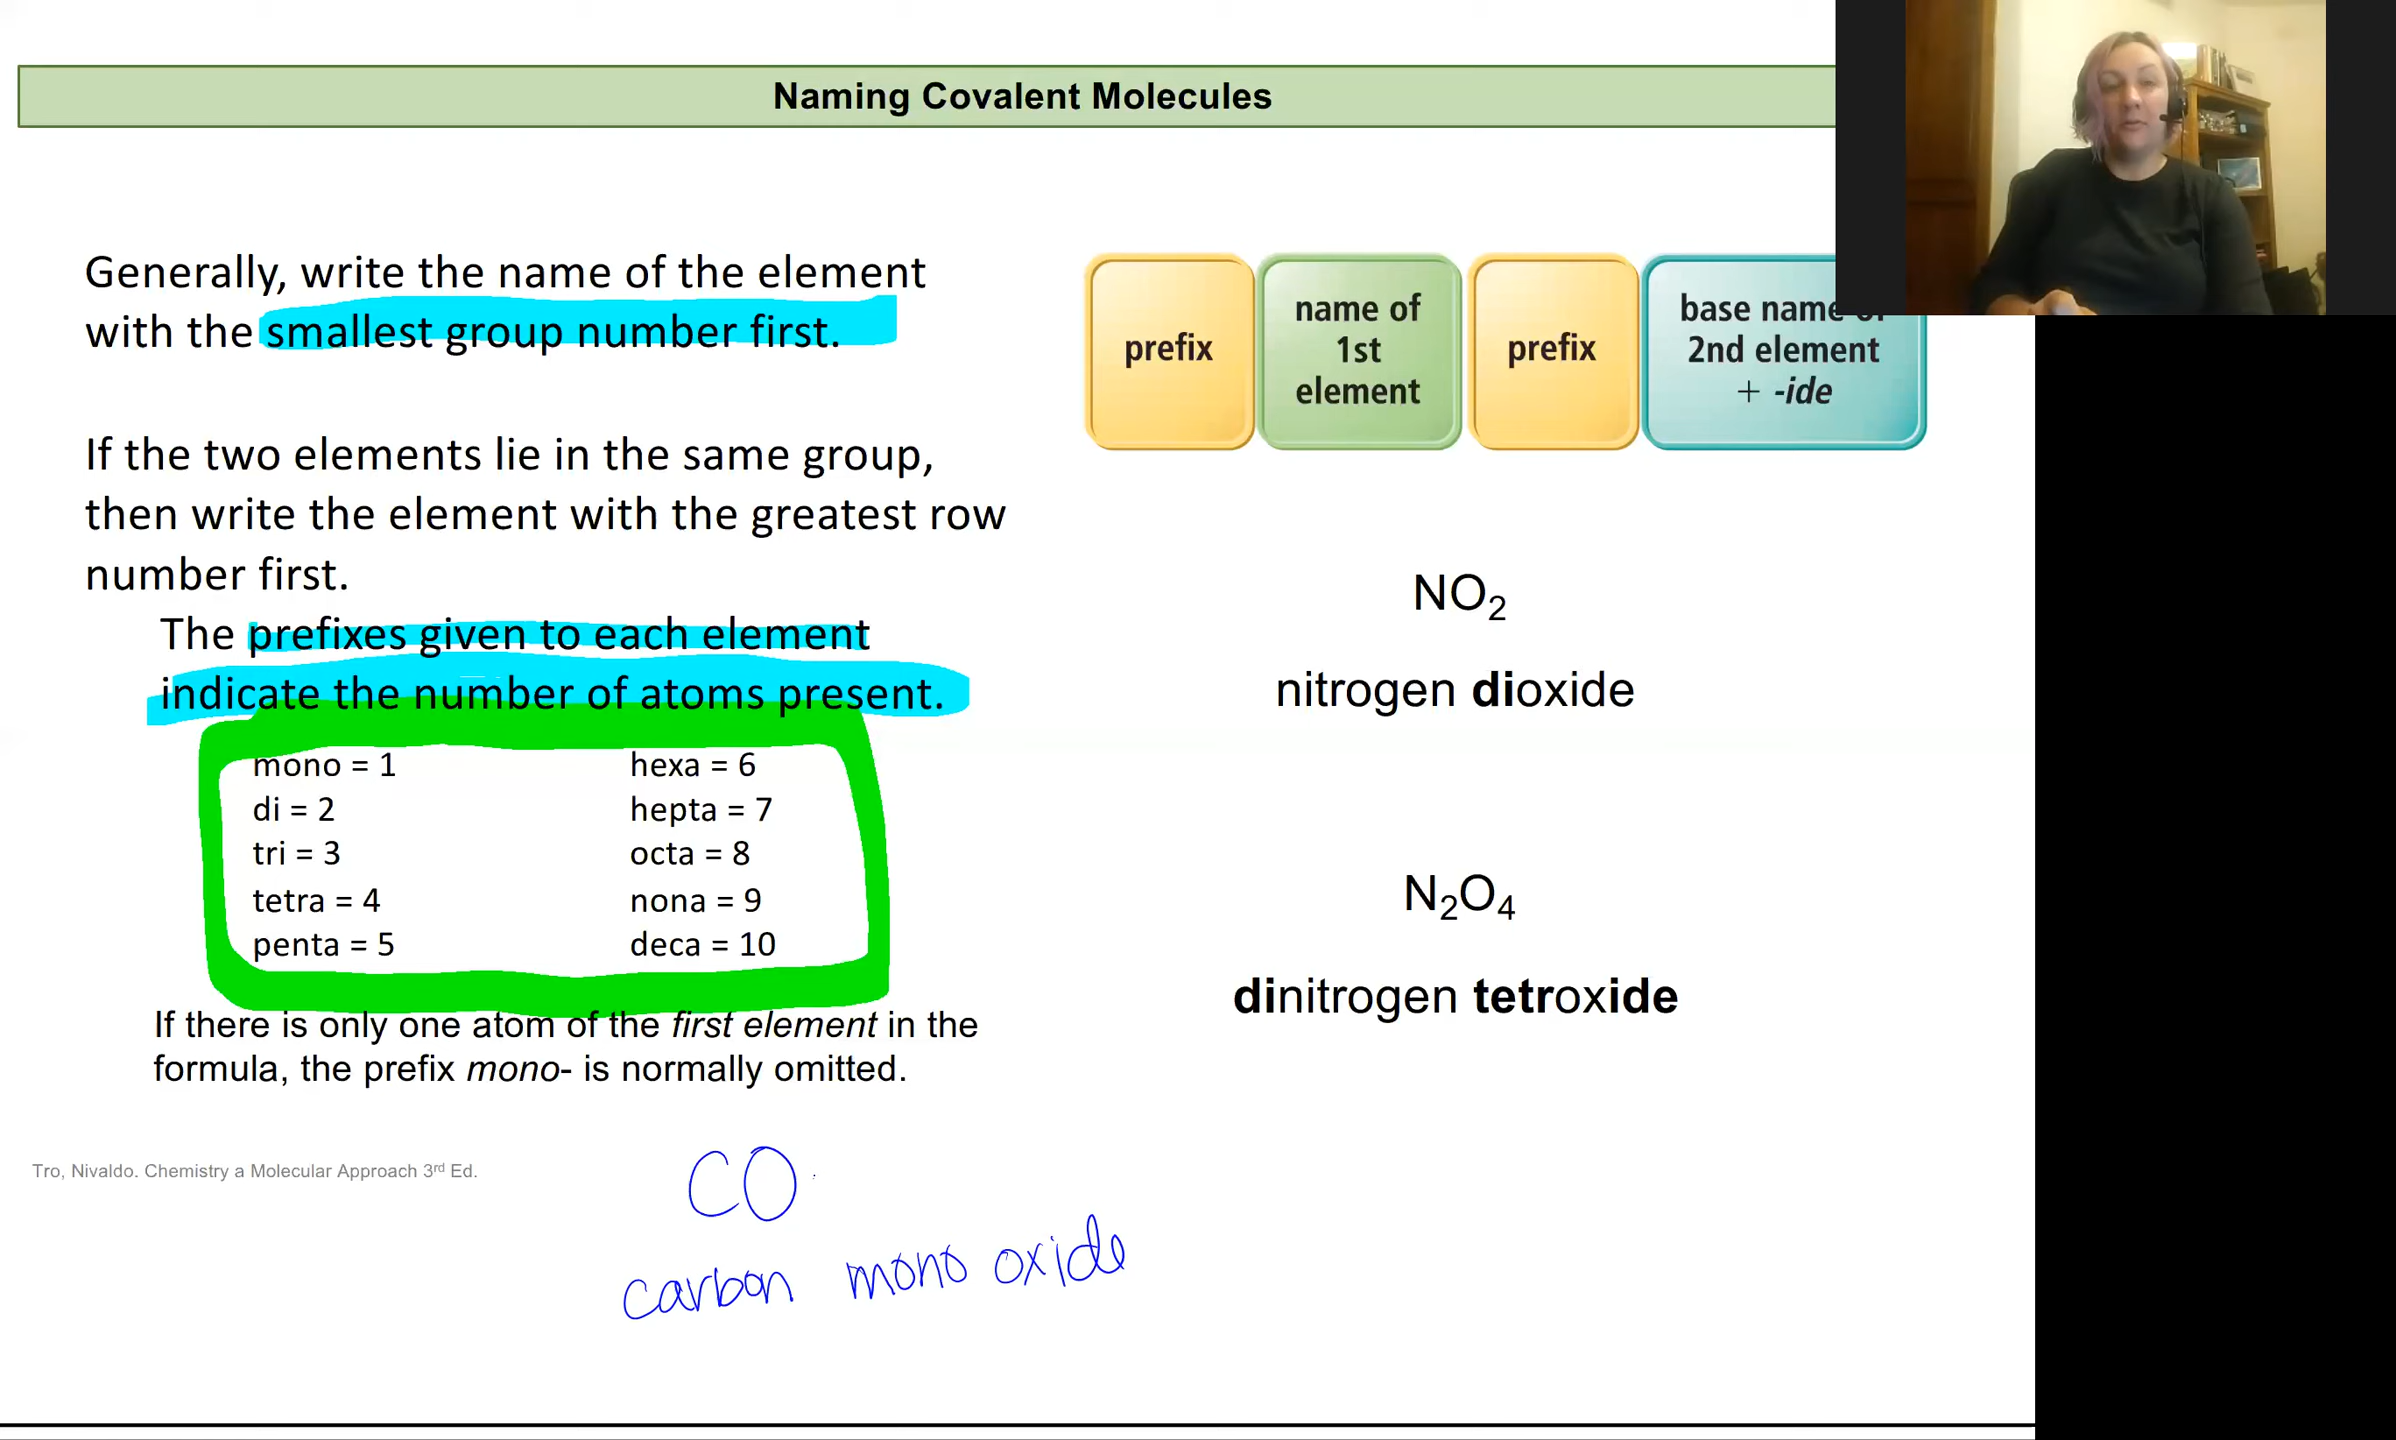 Naming Covalent Molecules
Generally, write the name of the element
with the smallest group number first.
If the two elements lie in the same group,
then write the element with the greatest row
number first.
The prefixes given to each element
indicate the number of atoms present.
mono = 1
di = 2
tri = 3
tetra = 4
penta = 5
hexa = 6
hepta = 7
octa = 8
nona = 9
deca = 10
If there is only one atom of the first element in the
formula, the prefix mono- is normally omitted.
prefix
name of
1st
element
prefix
base name of
2nd element
+ -ide
NO₂
nitrogen dioxide
N₂O₄
dinitrogen tetroxide
Tro, Nivaldo. Chemistry a Molecular Approach 3rd Ed.
CO
carbon mono oxide